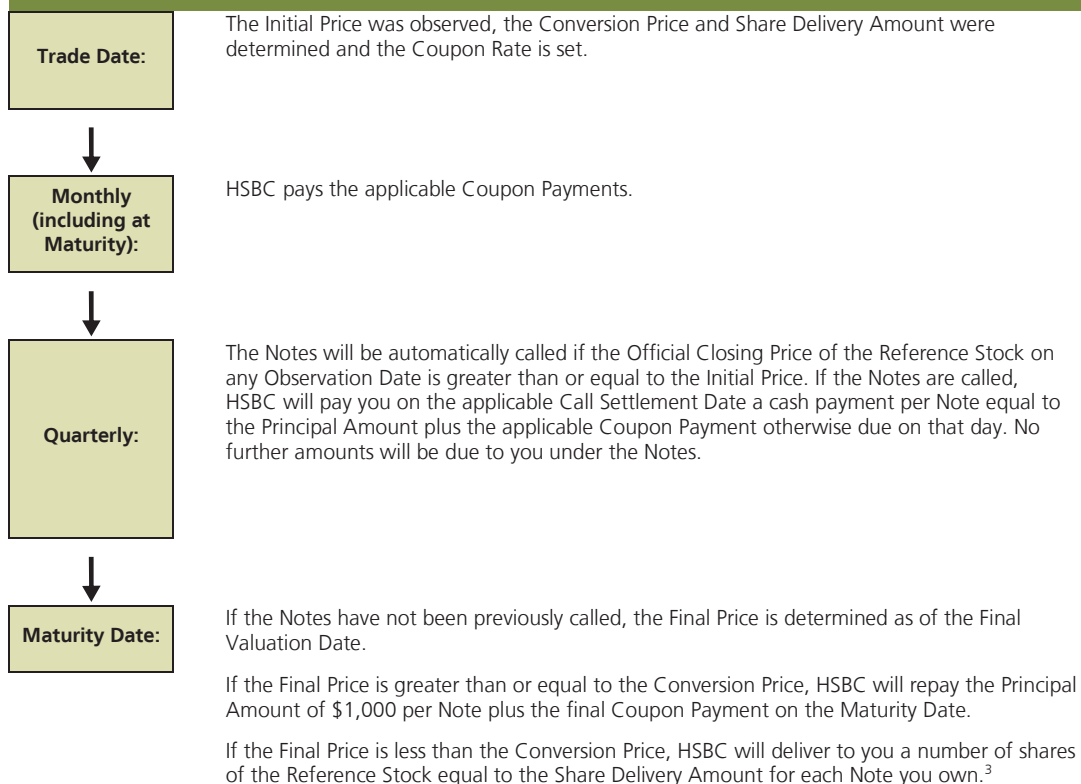 Trade Date:
The Initial Price was observed, the Conversion Price and Share Delivery Amount were
determined and the Coupon Rate is set.
Monthly
(including at
Maturity):
HSBC pays the applicable Coupon Payments.
Quarterly:
The Notes will be automatically called if the Official Closing Price of the Reference Stock on
any Observation Date is greater than or equal to the Initial Price. If the Notes are called,
HSBC will pay you on the applicable Call Settlement Date a cash payment per Note equal to
the Principal Amount plus the applicable Coupon Payment otherwise due on that day. No
further amounts will be due to you under the Notes.
Maturity Date:
If the Notes have not been previously called, the Final Price is determined as of the Final
Valuation Date.
If the Final Price is greater than or equal to the Conversion Price, HSBC will repay the Principal
Amount of $1,000 per Note plus the final Coupon Payment on the Maturity Date.
If the Final Price is less than the Conversion Price, HSBC will deliver to you a number of shares
of the Reference Stock equal to the Share Delivery Amount for each Note you own.³